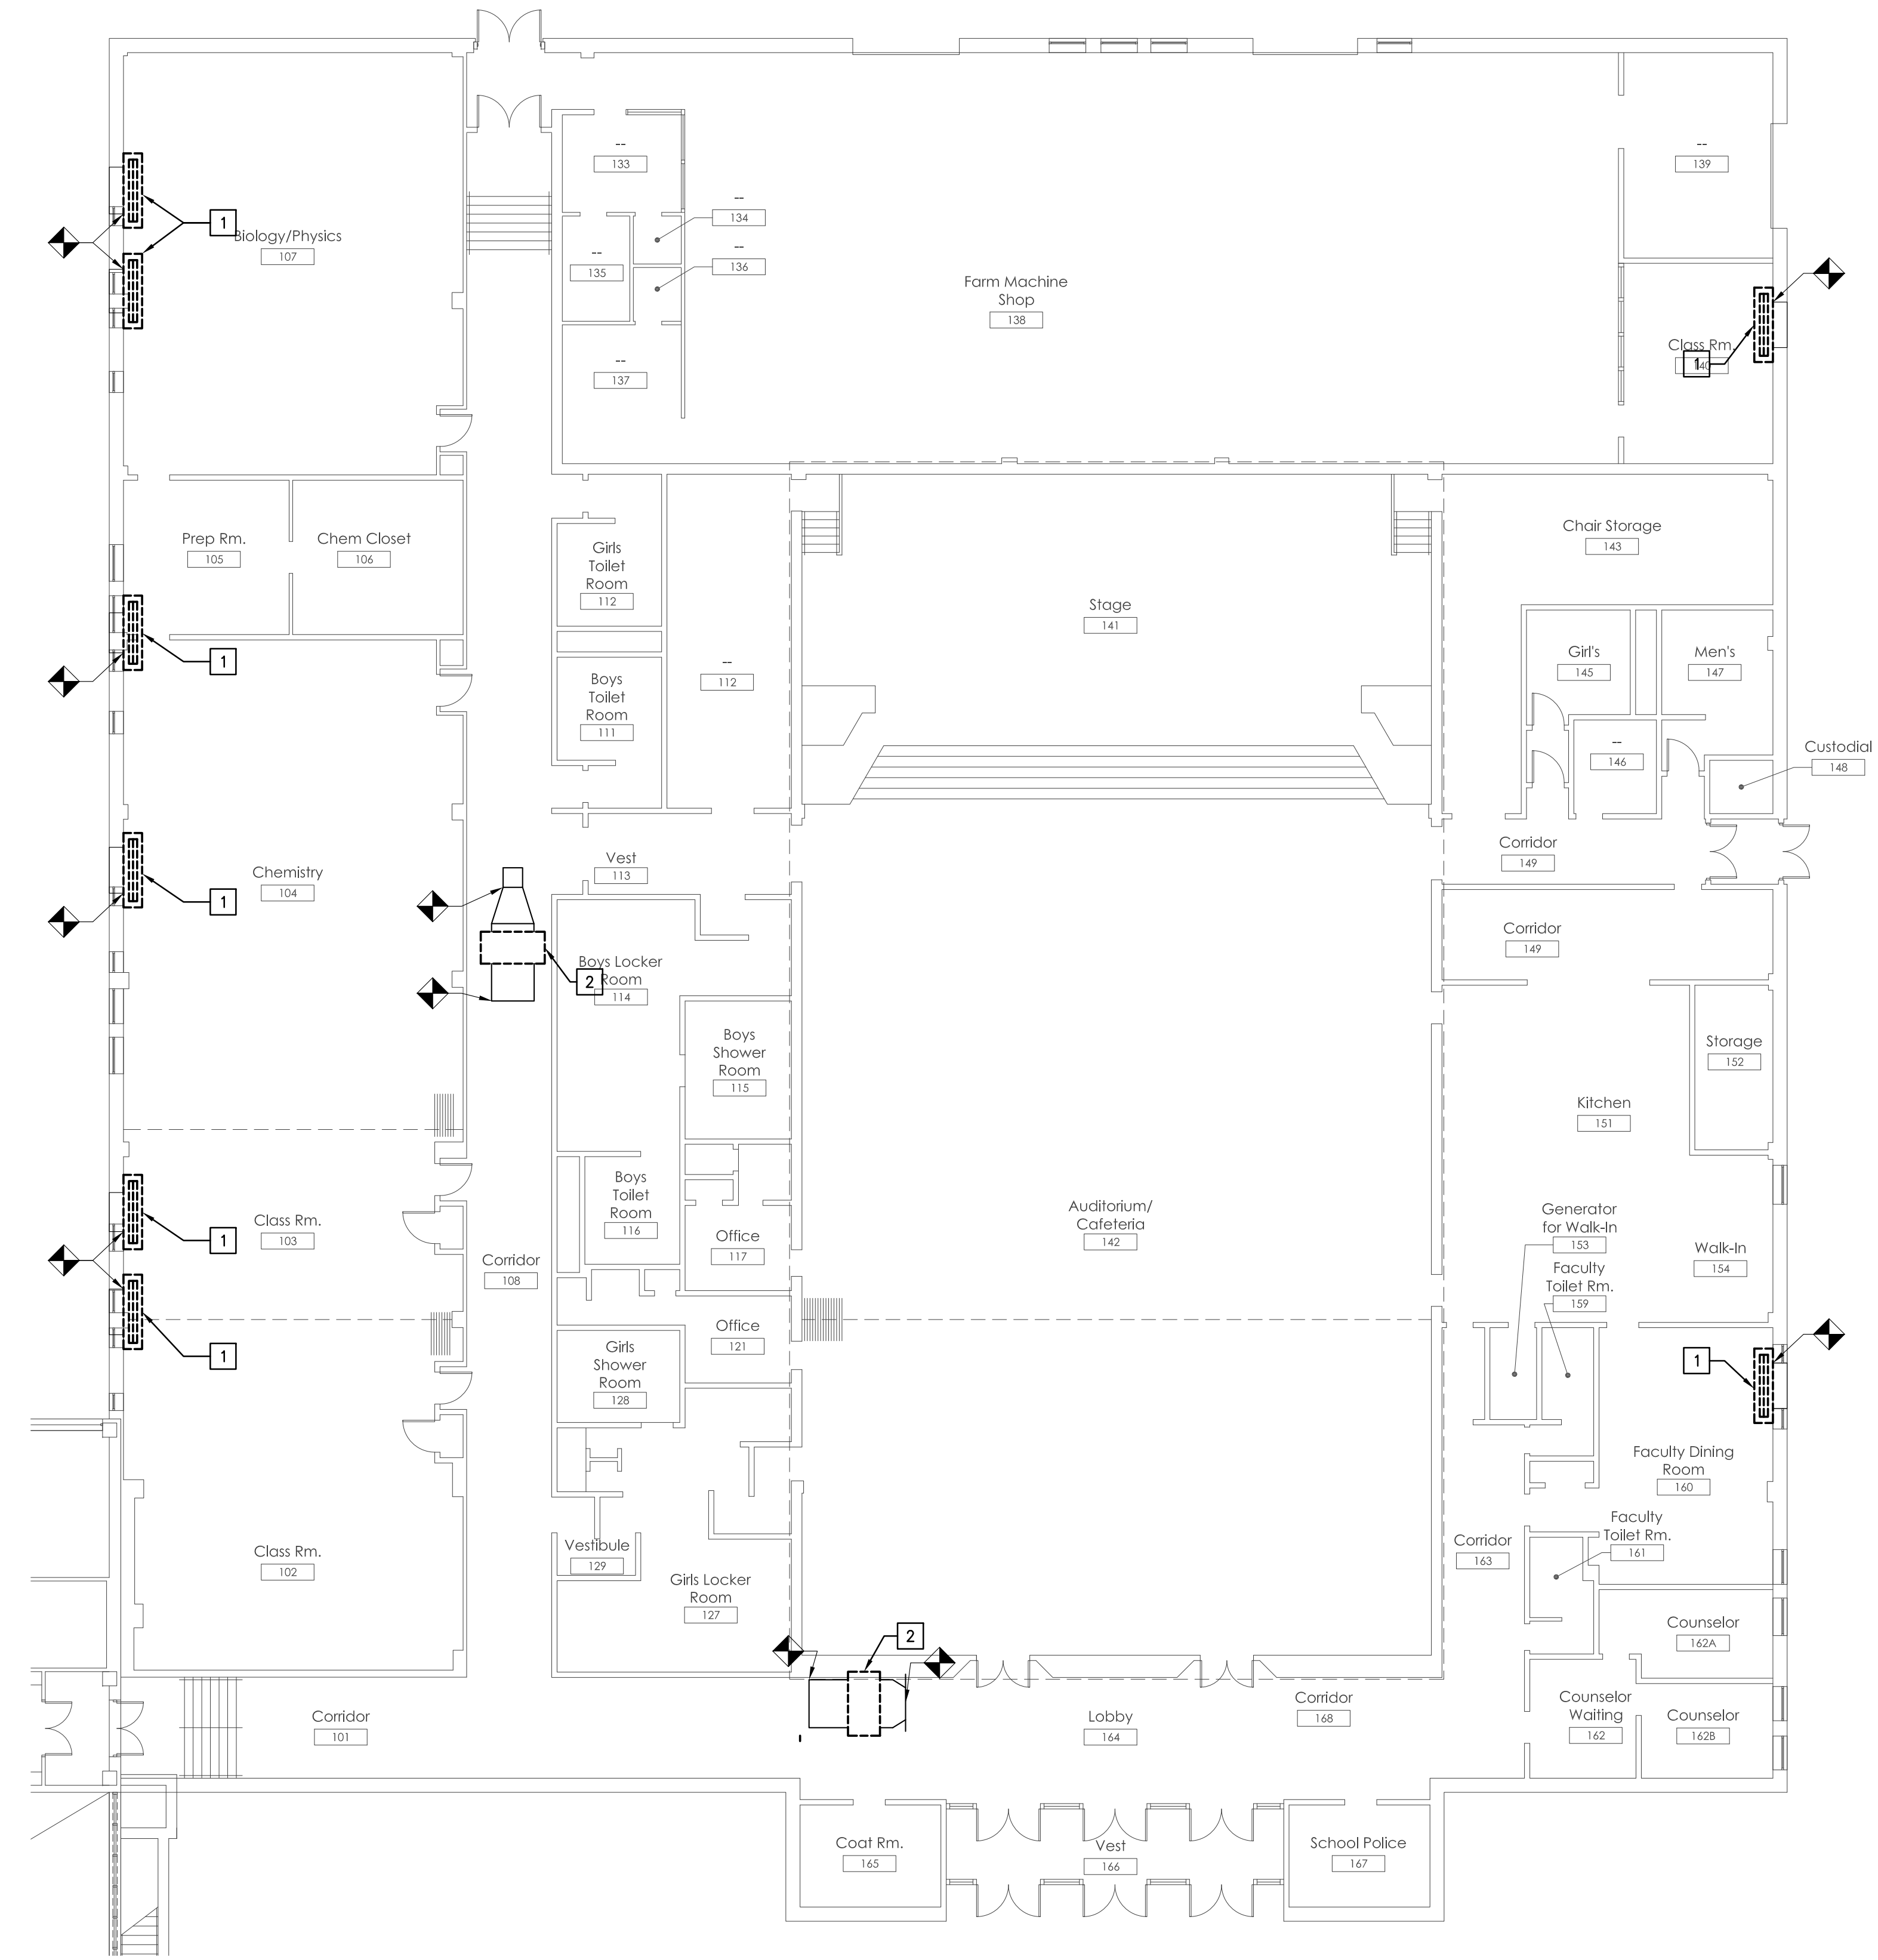 --
133
--
134
--
135
--
136
--
137
--
139
1
Biology/Physics
107
Farm Machine
Shop
138
Class Rm.
140
1
Prep Rm.
105
Chem Closet
106
Girls
Toilet
Room
112
--
112
Stage
141
Chair Storage
143
Girl's
145
Men's
147
--
146
Custodial
148
1
Boys
Toilet
Room
111
Chemistry
104
1
Vest
113
Corridor
149
Boys Locker
Room
114
2
Corridor
149
Boys
Shower
Room
115
Storage
152
Kitchen
151
Boys
Toilet
Room
116
Office
117
Auditorium/
Cafeteria
142
Generator
for Walk-In
153
Faculty
Toilet Rm.
159
Walk-In
154
Class Rm.
103
1
Corridor
108
1
Office
121
Girls
Shower
Room
128
1
Faculty Dining
Room
160
Faculty
Toilet Rm.
161
Class Rm.
102
Vestibule
129
Girls Locker
Room
127
Corridor
163
Counselor
162A
2
Corridor
101
Lobby
164
Corridor
168
Counselor
Waiting
162
Counselor
162B
Coat Rm.
165
Vest
166
School Police
167